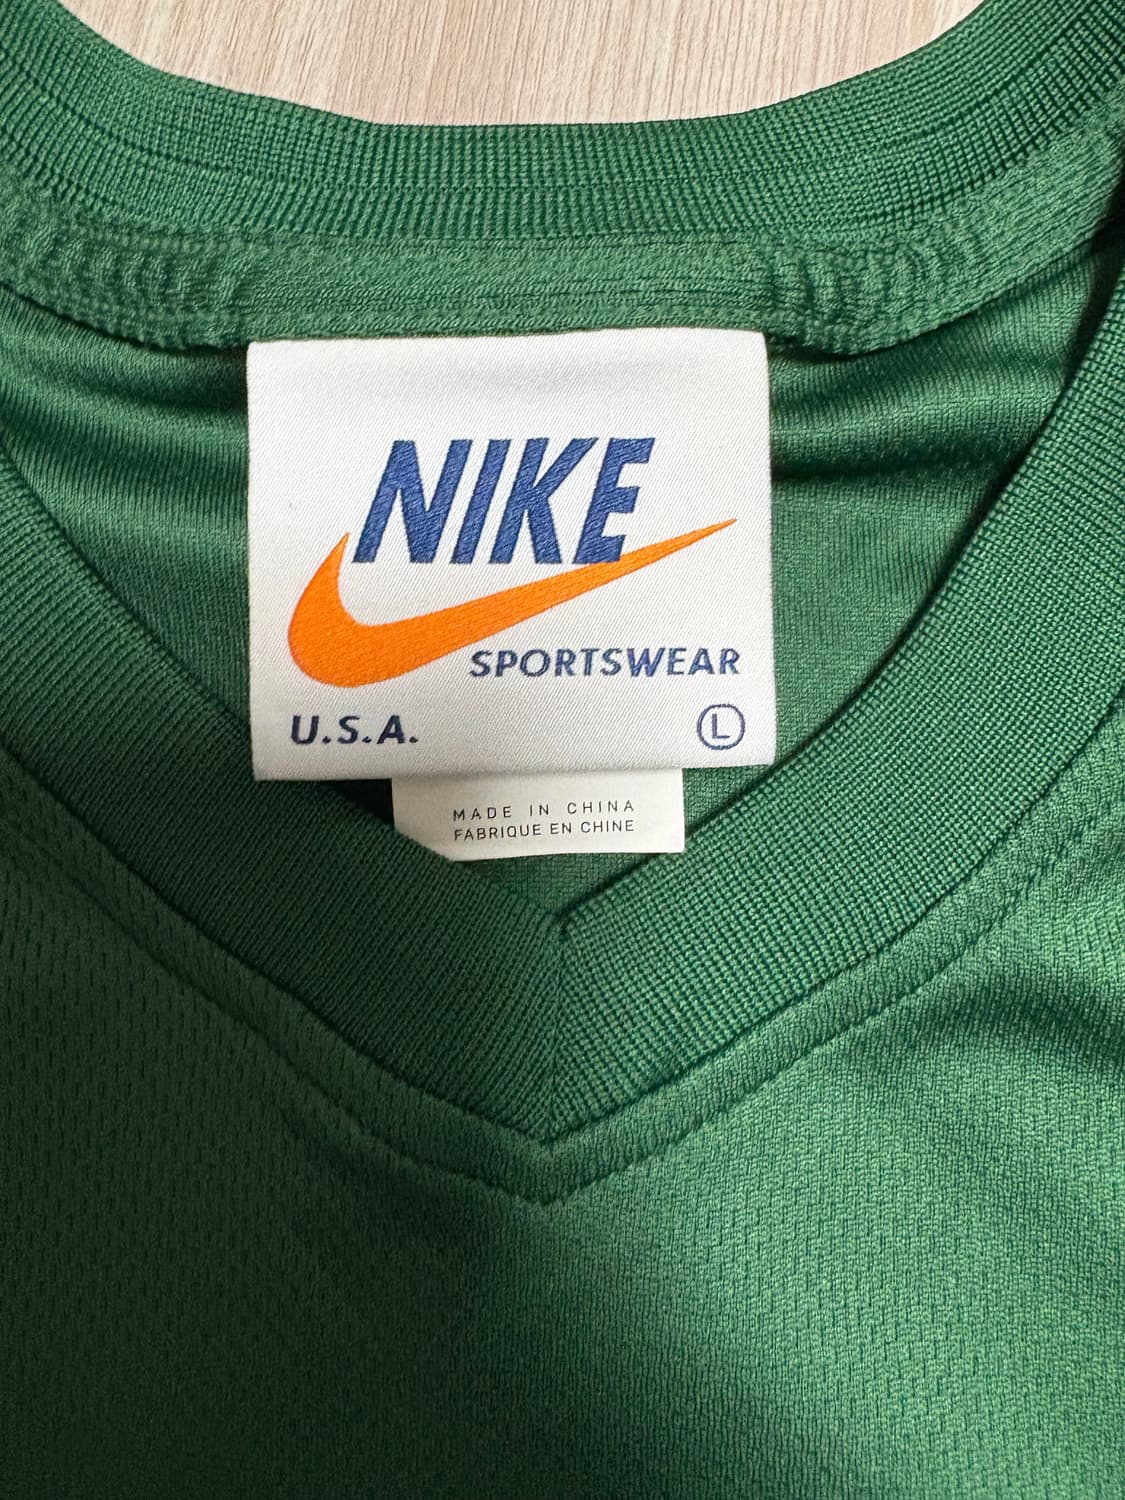 NIKE
SPORTSWEAR
U.S.A. L
MADE IN CHINA
FABRIQUE EN CHINE